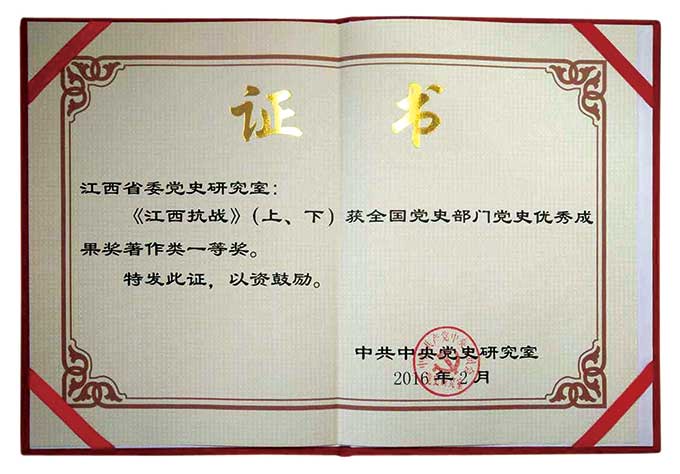 证书
江西省委党史研究室：
《江西抗战》（上、下）获全国党史部门党史优秀成
果奖著作类一等奖。
特发此证，以资鼓励。
中共中央党史研究室
2016年2月